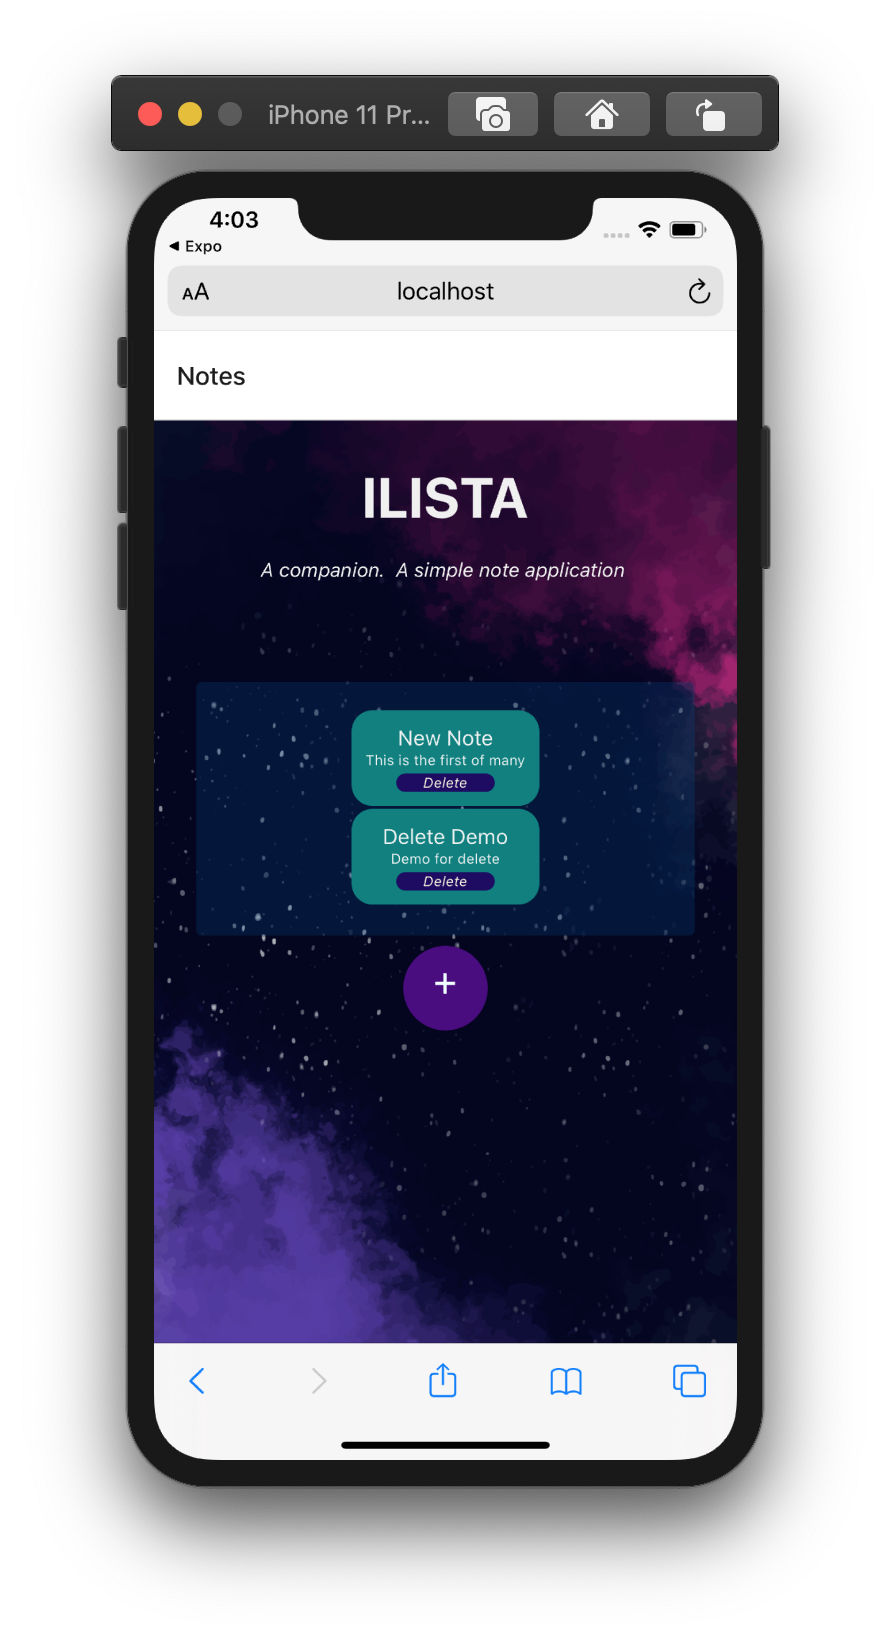 iPhone 11 Pr...
4:03
◀ Expo
AA localhost
Notes
ILISTA
A companion.  A simple note application
New Note
This is the first of many
Delete
Delete Demo
Demo for delete
Delete
+